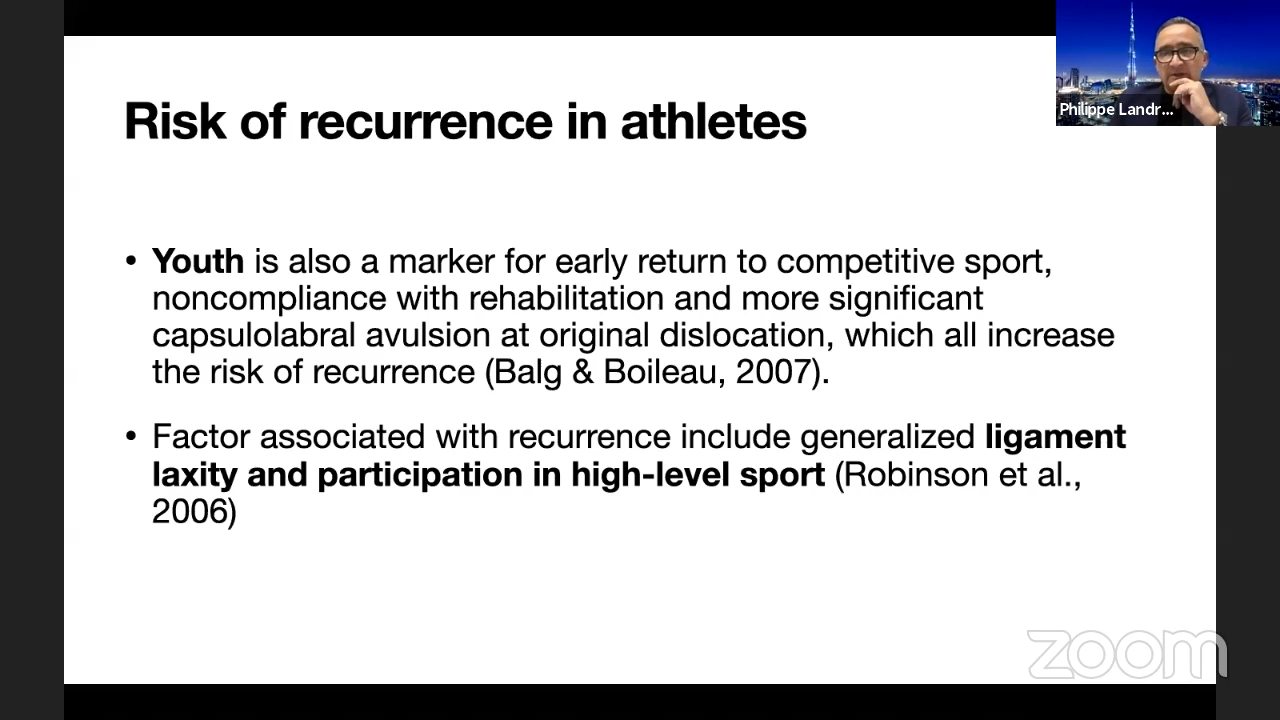 Risk of recurrence in athletes
Philippe Landr...
• Youth is also a marker for early return to competitive sport,
noncompliance with rehabilitation and more significant
capsulolabral avulsion at original dislocation, which all increase
the risk of recurrence (Balg & Boileau, 2007).
• Factor associated with recurrence include generalized ligament
laxity and participation in high-level sport (Robinson et al.,
2006)
zoom